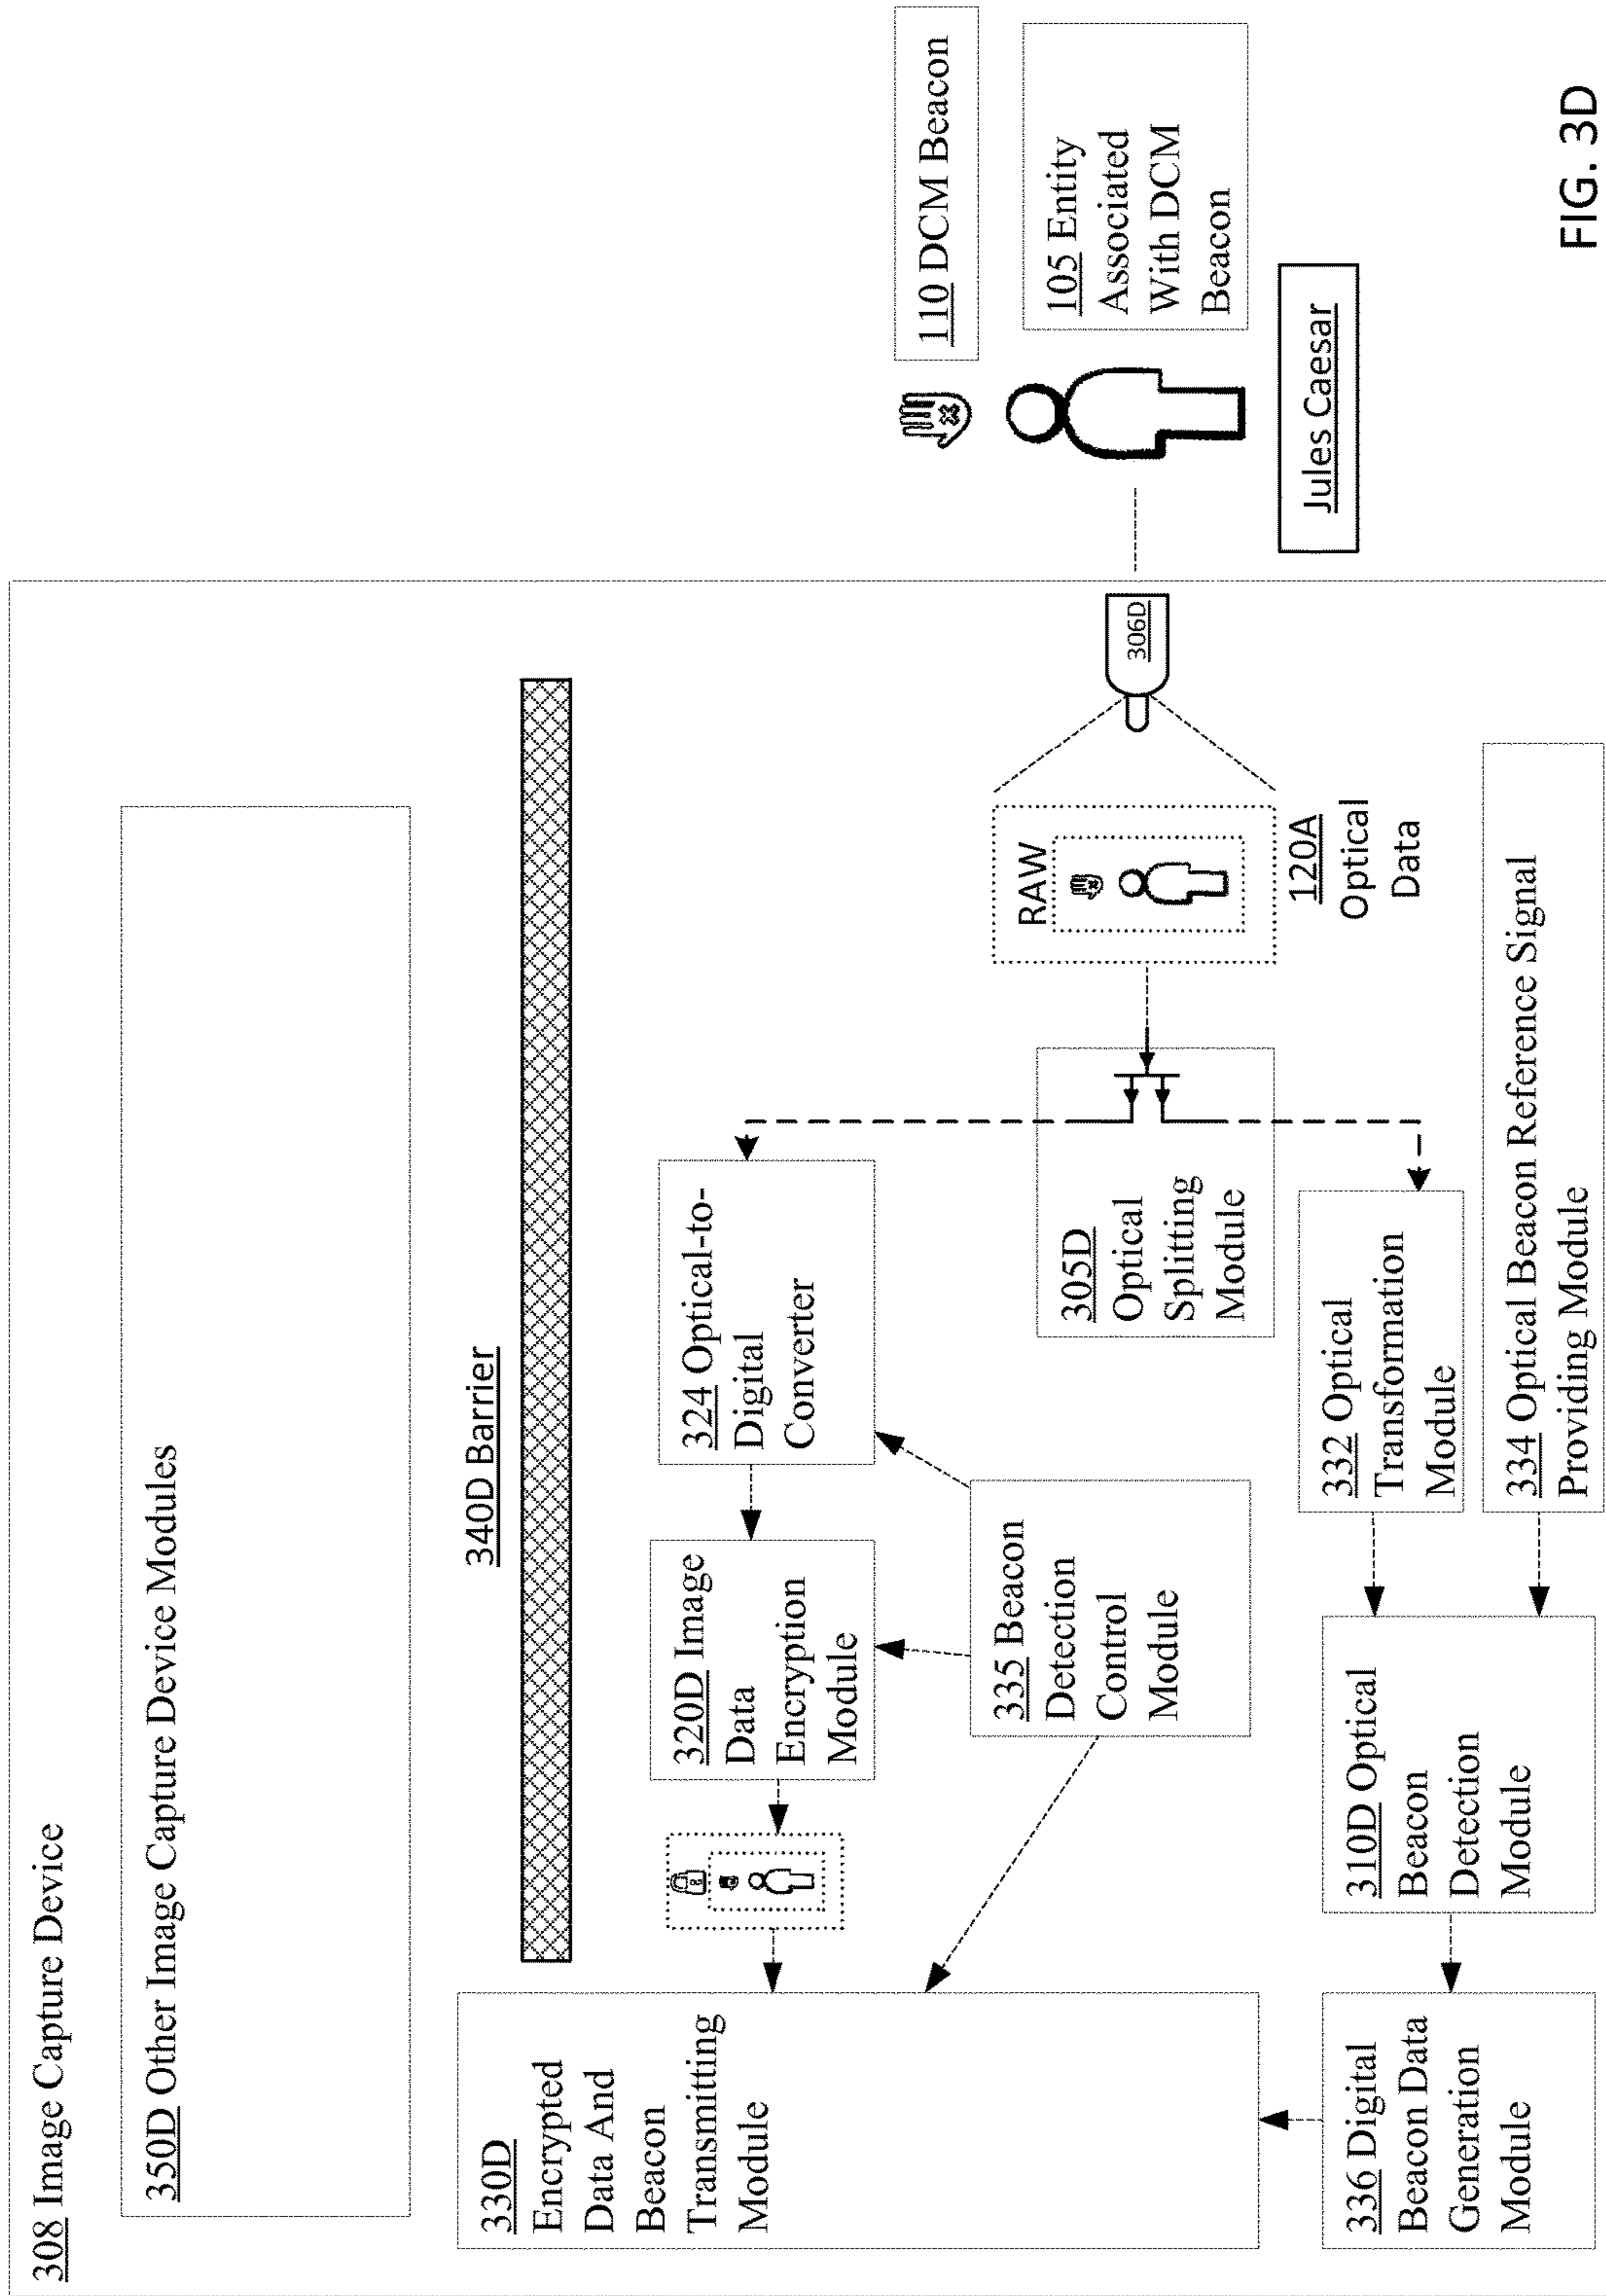 308 Image Capture Device
350D Other Image Capture Device Modules
340D Barrier
330D
Encrypted
Data And
Beacon
Transmitting
Module
320D Image
Data
Encryption
Module
324 Optical-to-
Digital
Converter
335 Beacon
Detection
Control
Module
305D
Optical
Splitting
Module
RAW
120A
Optical
Data
306D
110 DCM Beacon
105 Entity
Associated
With DCM
Beacon
Jules Caesar
336 Digital
Beacon Data
Generation
Module
310D Optical
Beacon
Detection
Module
332 Optical
Transformation
Module
334 Optical Beacon Reference Signal
Providing Module
FIG. 3D